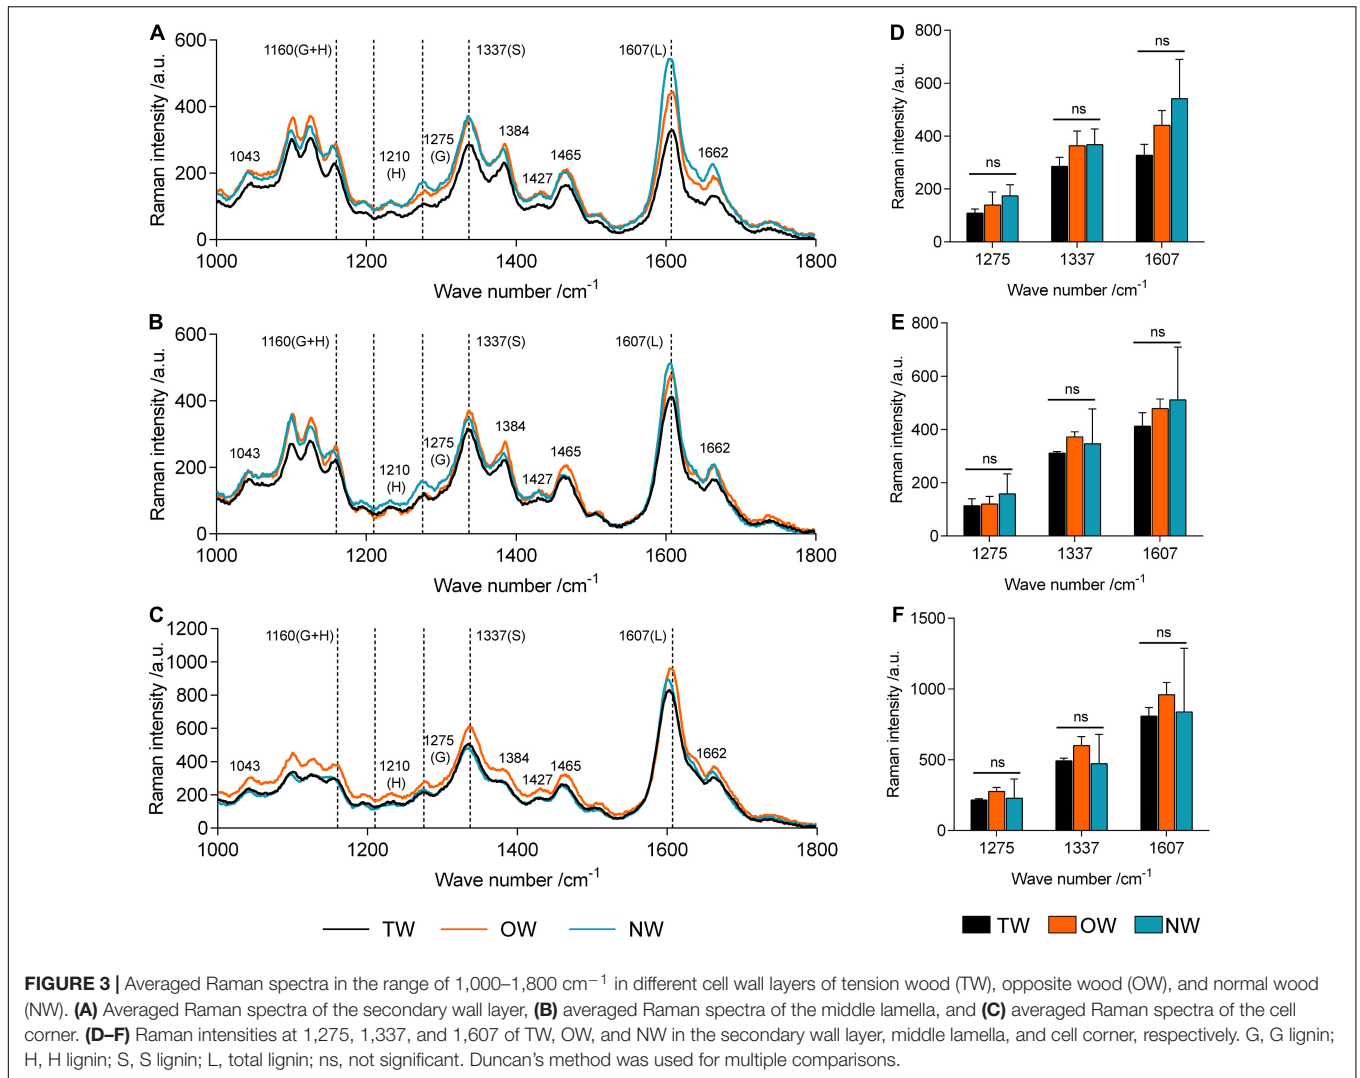 A
600
400
200
0
Raman intensity /a.u.
1160(G+H)
1337(S)
1607(L)
1043
1210
(H)
1275
(G)
1384
1427
1465
1662
1000
1200
1400
1600
1800
Wave number /cm-1
D
800
600
400
200
0
Raman intensity /a.u.
ns
ns
ns
1275
1337
1607
Wave number /cm-1
B
600
400
200
0
Raman intensity /a.u.
1160(G+H)
1337(S)
1607(L)
1043
1210
(H)
1275
(G)
1384
1427
1465
1662
1000
1200
1400
1600
1800
Wave number /cm-1
E
800
600
400
200
0
Raman intensity /a.u.
ns
ns
ns
1275
1337
1607
Wave number /cm-1
C
1200
1000
800
600
400
200
0
Raman intensity /a.u.
1160(G+H)
1337(S)
1607(L)
1043
1210
(H)
1275
(G)
1384
1427
1465
1662
1000
1200
1400
1600
1800
Wave number /cm-1
F
1500
1000
500
0
Raman intensity /a.u.
ns
ns
ns
1275
1337
1607
Wave number /cm-1
TW OW NW
TW OW NW
FIGURE 3 | Averaged Raman spectra in the range of 1,000–1,800 cm−1 in different cell wall layers of tension wood (TW), opposite wood (OW), and normal wood
(NW). (A) Averaged Raman spectra of the secondary wall layer, (B) averaged Raman spectra of the middle lamella, and (C) averaged Raman spectra of the cell
corner. (D–F) Raman intensities at 1,275, 1,337, and 1,607 of TW, OW, and NW in the secondary wall layer, middle lamella, and cell corner, respectively. G, G lignin;
H, H lignin; S, S lignin; L, total lignin; ns, not significant. Duncan's method was used for multiple comparisons.